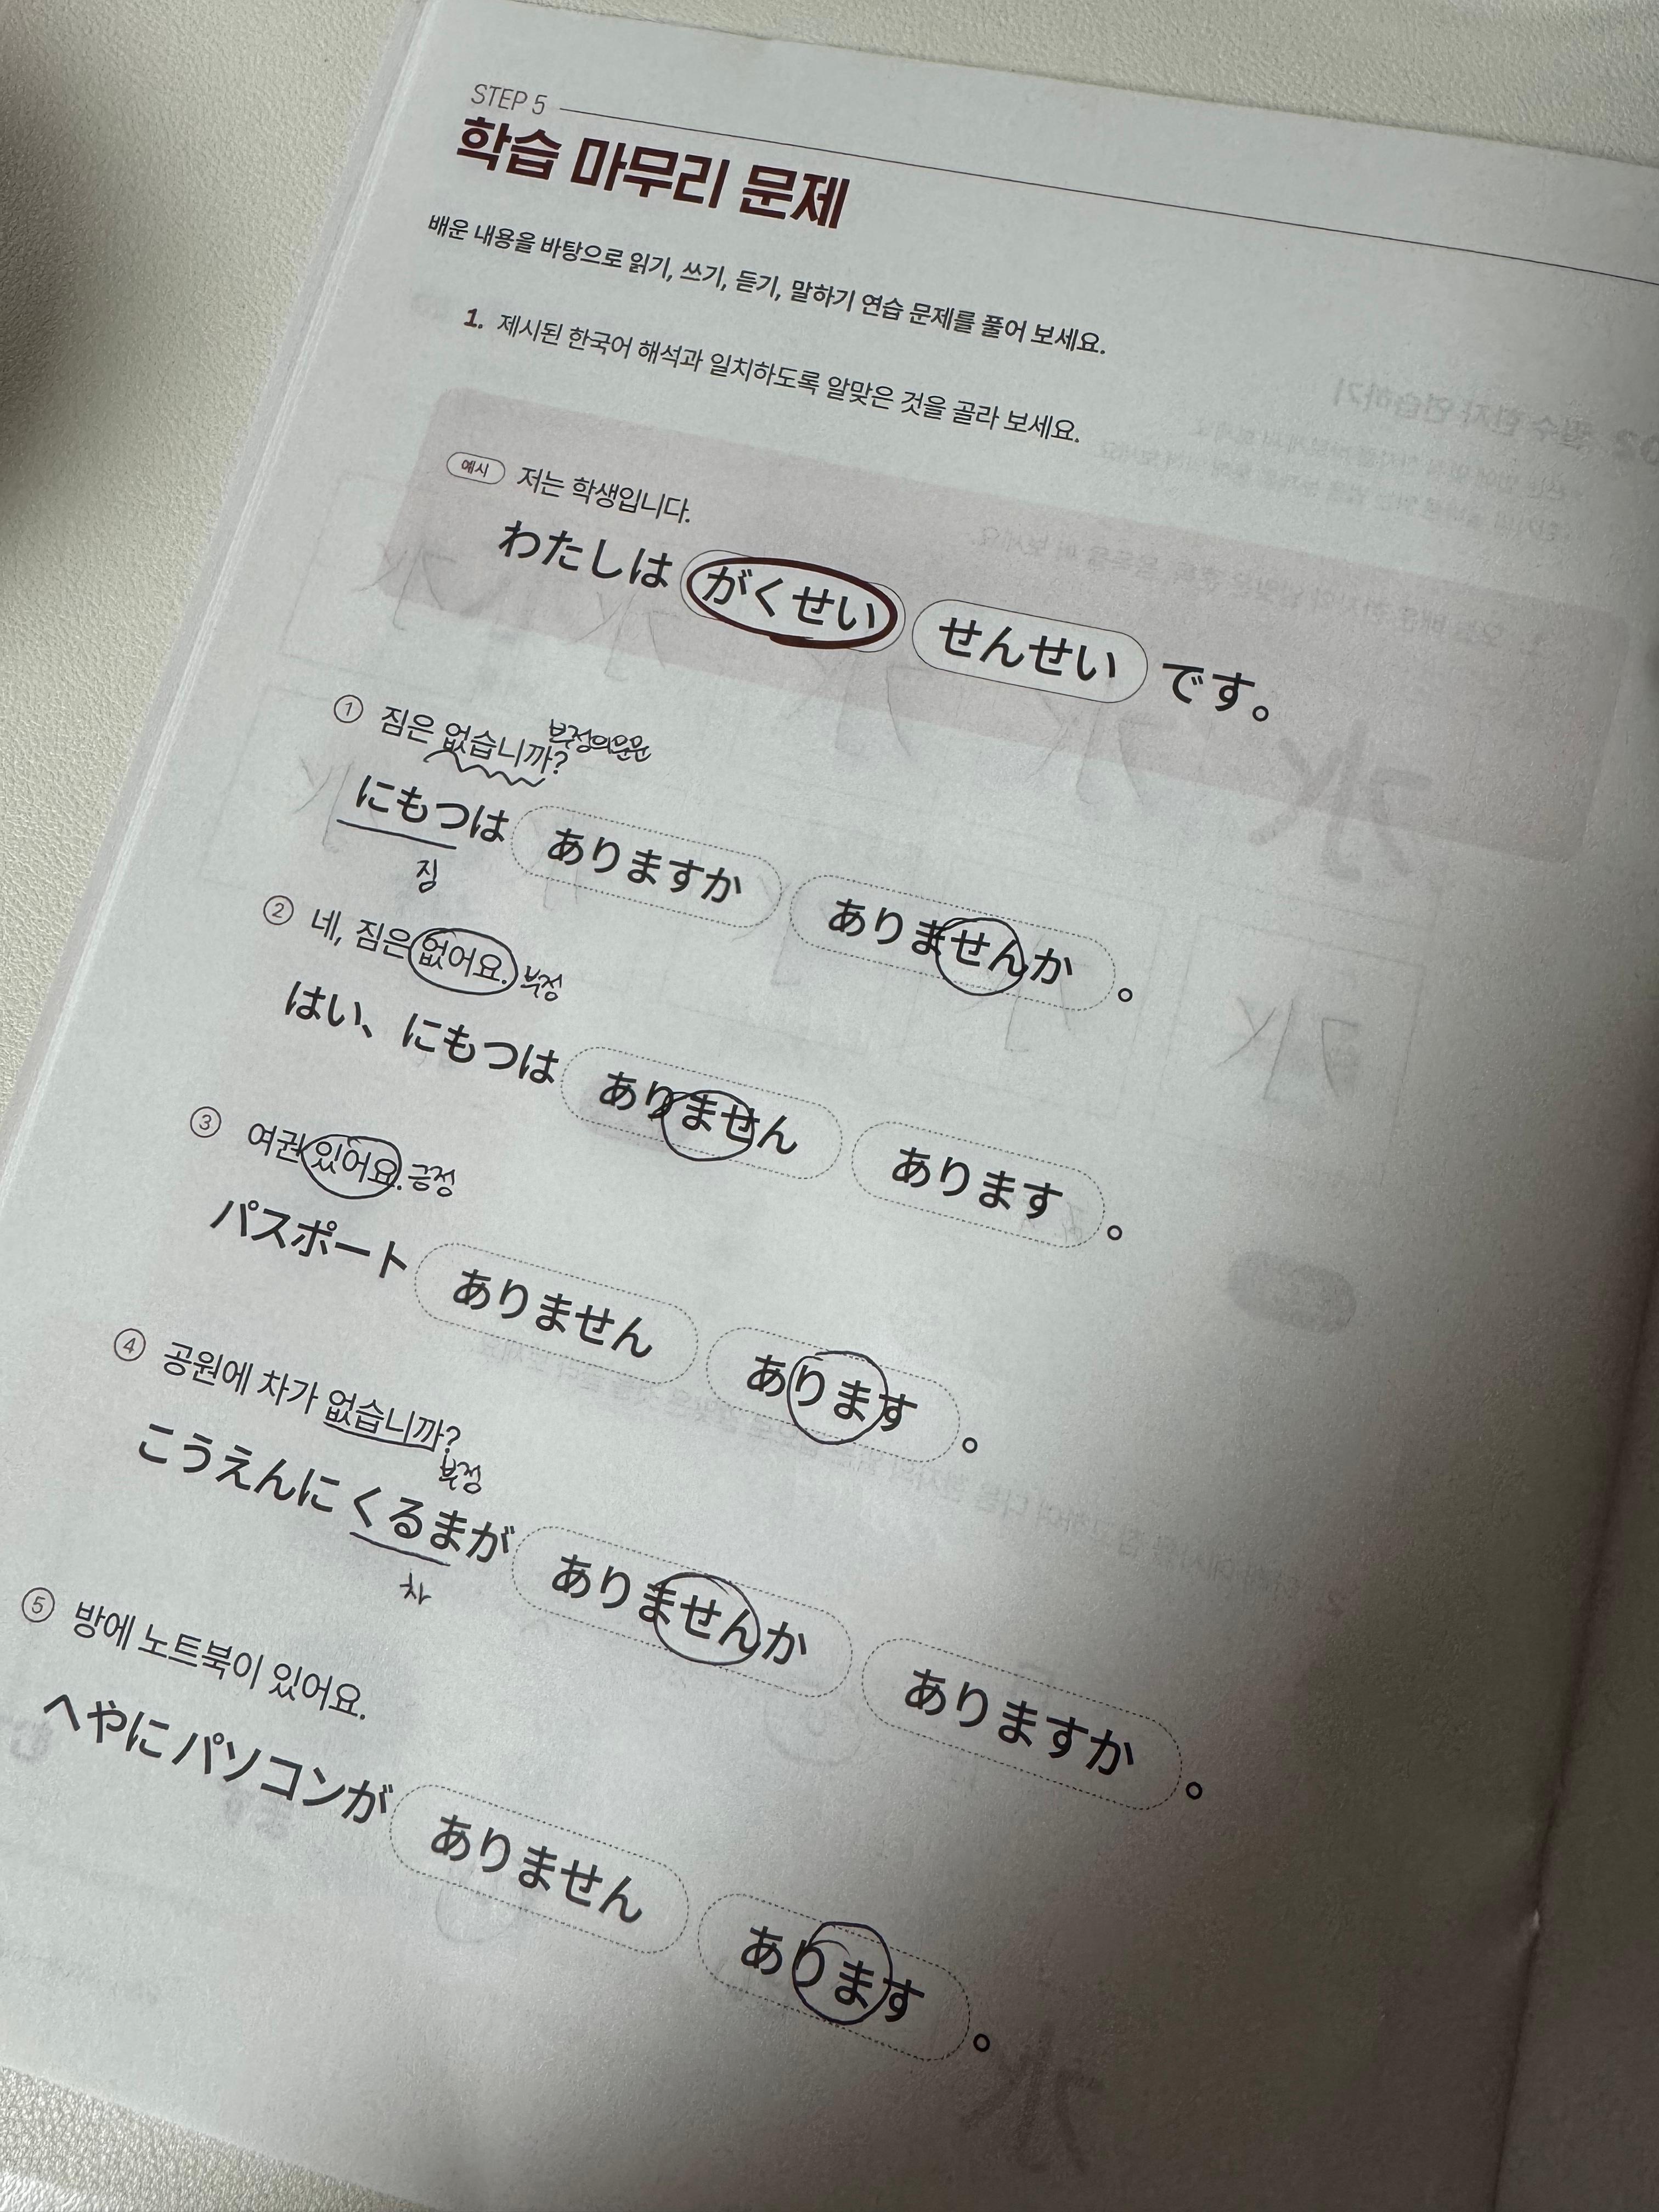 STEP 5
학습 마무리 문제
배운 내용을 바탕으로 읽기, 쓰기, 듣기, 말하기 연습 문제를 풀어 보세요.
1. 제시된 한국어 해석과 일치하도록 알맞은 것을 골라 보세요.
예시 저는 학생입니다.
わたしは がくせい せんせい です。
① 짐은 없습니까? 부정의문문
にもつは ありますか ありませんか 。
짐
② 네, 짐은 없어요. 부정
はい、にもつは ありません あります 。
③ 여권 있어요. 긍정
パスポート ありません あります 。
④ 공원에 차가 없습니까?
부정
こうえんに くるまが ありませんか ありますか 。
차
⑤ 방에 노트북이 있어요.
へやに パソコンが ありません あります 。